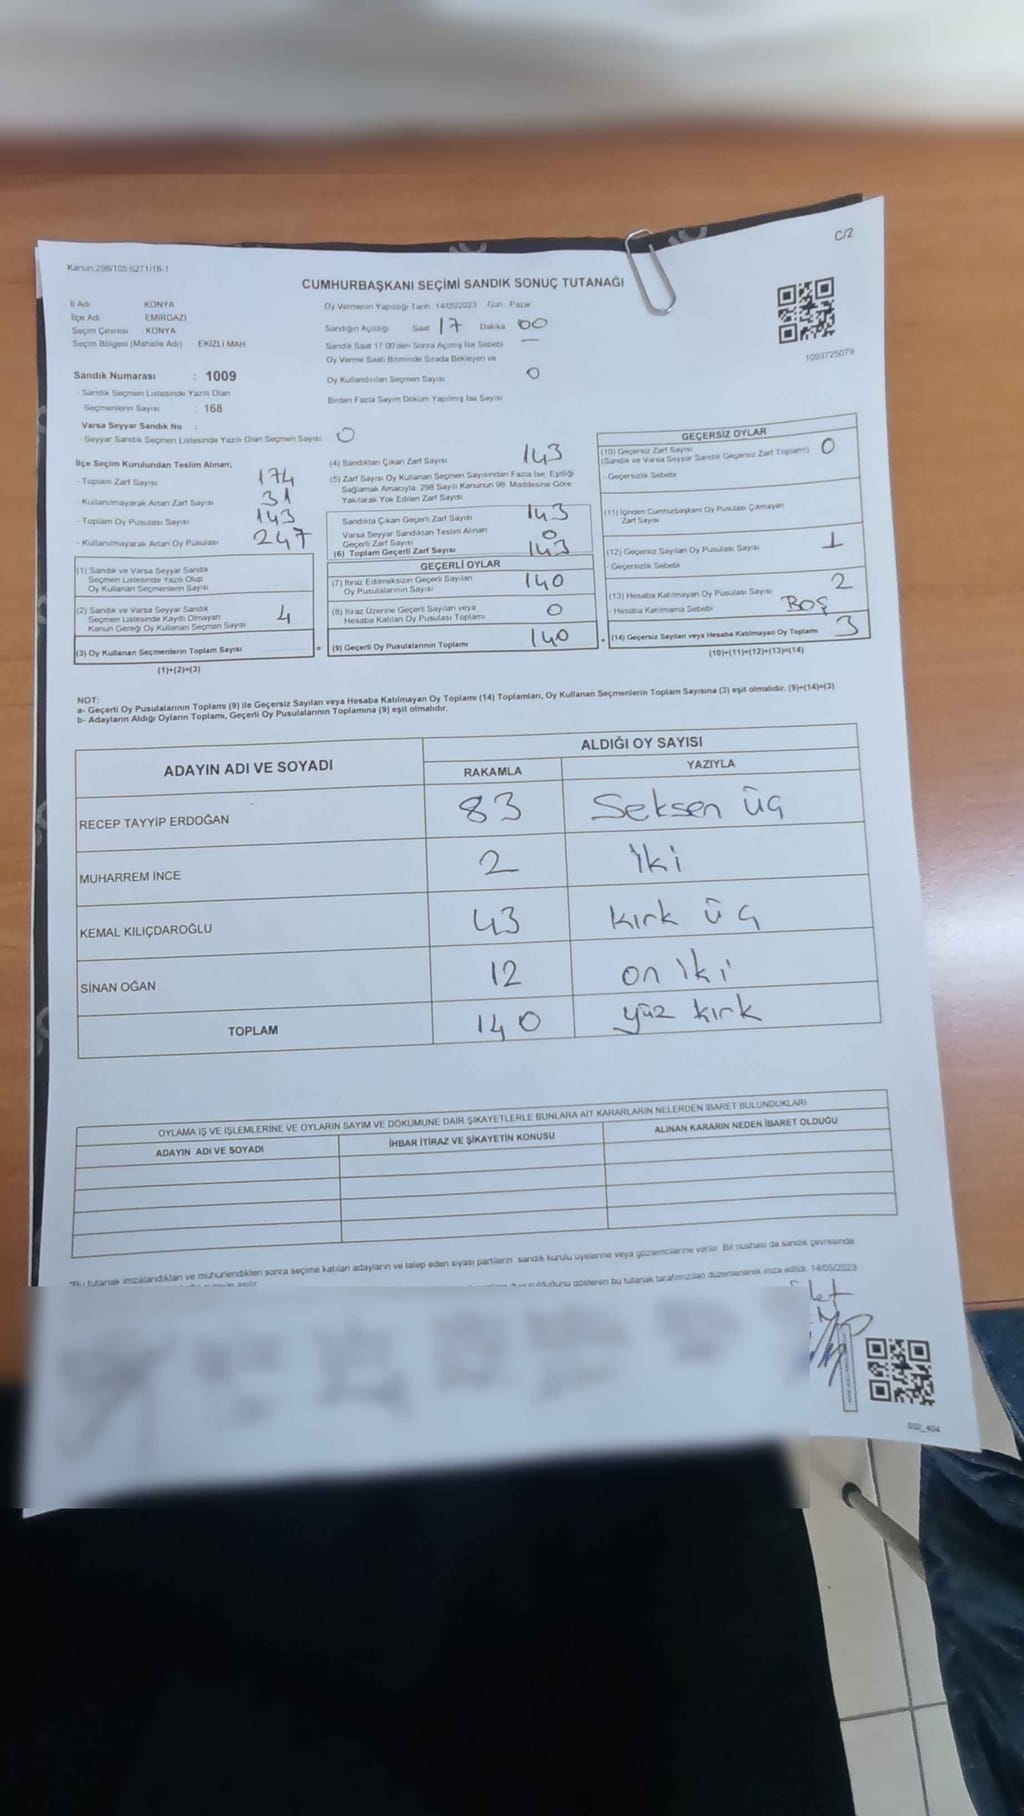 C/2
Kanun:298/105.6271/18-1
CUMHURBAŞKANI SEÇİMİ SANDIK SONUÇ TUTANAĞI
İl Adı KONYA
İlçe Adı EMİRGAZİ
Seçim Çevresi KONYA
Seçim Bölgesi (Mahalle Adı) EKİZLİ MAH
Oy Vermenin Yapıldığı Tarih 14/05/2023 Gün Pazar
Sandığın Açıldığı Saat 17 Dakika 00
Sandık Saat 17:00'den Sonra Açılmış İse Sebebi —
Oy Verme Saati Bitiminde Sırada Bekleyen ve
Oy Kullandırılan Seçmen Sayısı 0
Birden Fazla Sayım Döküm Yapılmış İse Sayısı
1093725079
Sandık Numarası : 1009
- Sandık Seçmen Listesinde Yazılı Olan
Seçmenlerin Sayısı : 168
Varsa Seyyar Sandık No :
- Seyyar Sandık Seçmen Listesinde Yazılı Olan Seçmen Sayısı: 0
İlçe Seçim Kurulundan Teslim Alınan;
- Toplam Zarf Sayısı 174
- Kullanılmayarak Artan Zarf Sayısı 31
- Toplam Oy Pusulası Sayısı 143
- Kullanılmayarak Artan Oy Pusulası 247
(1) Sandık ve Varsa Seyyar Sandık
Seçmen Listesinde Yazılı Olup
Oy Kullanan Seçmenlerin Sayısı
(2) Sandık ve Varsa Seyyar Sandık
Seçmen Listesinde Kayıtlı Olmayan
Kanun Gereği Oy Kullanan Seçmen Sayısı 4
(3) Oy Kullanan Seçmenlerin Toplam Sayısı
(1)+(2)=(3)
(4) Sandıktan Çıkan Zarf Sayısı 143
(5) Zarf Sayısı Oy Kullanan Seçmen Sayısından Fazla İse, Eşitliği
Sağlamak Amacıyla; 298 Sayılı Kanunun 98. Maddesine Göre
Yakılarak Yok Edilen Zarf Sayısı
Sandıkta Çıkan Geçerli Zarf Sayısı 143
Varsa Seyyar Sandıktan Teslim Alınan
Geçerli Zarf Sayısı 0
(6) Toplam Geçerli Zarf Sayısı 143
GEÇERLİ OYLAR
(7) İtiraz Edilmeksizin Geçerli Sayılan
Oy Pusulalarının Sayısı 140
(8) İtiraz Üzerine Geçerli Sayılan veya
Hesaba Katılan Oy Pusulası Toplamı 0
= (9) Geçerli Oy Pusulalarının Toplamı 140
GEÇERSİZ OYLAR
(10) Geçersiz Zarf Sayısı
(Sandık ve Varsa Seyyar Sandık Geçersiz Zarf Toplamı) 0
- Geçersizlik Sebebi
(11) İçinden Cumhurbaşkanı Oy Pusulası Çıkmayan
Zarf Sayısı
(12) Geçersiz Sayılan Oy Pusulası Sayısı 1
- Geçersizlik Sebebi
(13) Hesaba Katılmayan Oy Pusulası Sayısı 2
- Hesaba Katılmama Sebebi BOŞ
+ (14) Geçersiz Sayılan veya Hesaba Katılmayan Oy Toplamı 3
(10)+(11)+(12)+(13)=(14)
NOT:
a- Geçerli Oy Pusulalarının Toplamı (9) ile Geçersiz Sayılan veya Hesaba Katılmayan Oy Toplamı (14) Toplamları, Oy Kullanan Seçmenlerin Toplam Sayısına (3) eşit olmalıdır. (9)+(14)=(3)
b- Adayların Aldığı Oyların Toplamı, Geçerli Oy Pusulalarının Toplamına (9) eşit olmalıdır.
ADAYIN ADI VE SOYADI
ALDIĞI OY SAYISI
RAKAMLA YAZIYLA
RECEP TAYYİP ERDOĞAN 83 Seksen üç
MUHARREM İNCE 2 iki
KEMAL KILIÇDAROĞLU 43 kırk üç
SİNAN OĞAN 12 on iki
TOPLAM 140 yüz kırk
OYLAMA İŞ VE İŞLEMLERİNE VE OYLARIN SAYIM VE DÖKÜMÜNE DAİR ŞİKAYETLERLE BUNLARA AİT KARARLARIN NELERDEN İBARET BULUNDUKLARI
ADAYIN ADI VE SOYADI İHBAR İTİRAZ VE ŞİKAYETİN KONUSU ALINAN KARARIN NEDEN İBARET OLDUĞU
*Bu tutanak imzalandıktan ve mühürlendikten sonra seçime katılan adayların ve talep eden siyasi partilerin sandık kurulu üyelerine veya gözlemcilerine verilir. Bir nüshası da sandık çevresinde
gösteren bu tutanak tarafımızdan düzenlenerek imza edildi. 14/05/2023